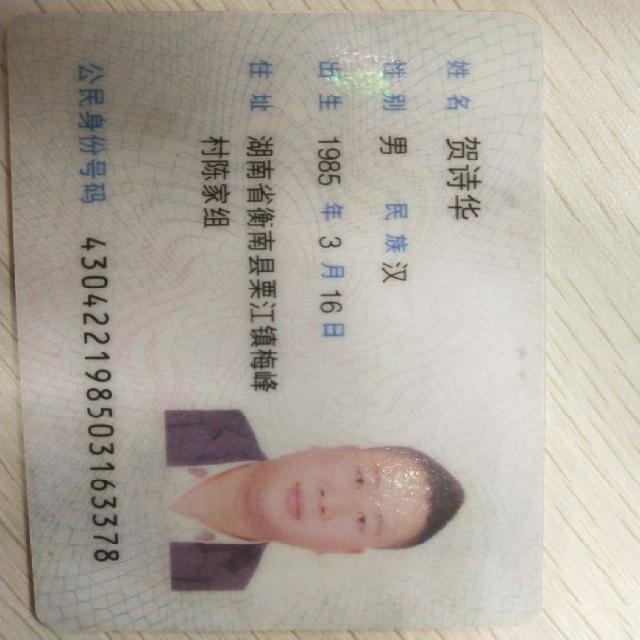 姓名 贺诗华
性别 男 民族 汉
出生 1985 年 3 月 16 日
住址 湖南省衡南县栗江镇梅峰
村陈家组
公民身份号码 430422198503163378